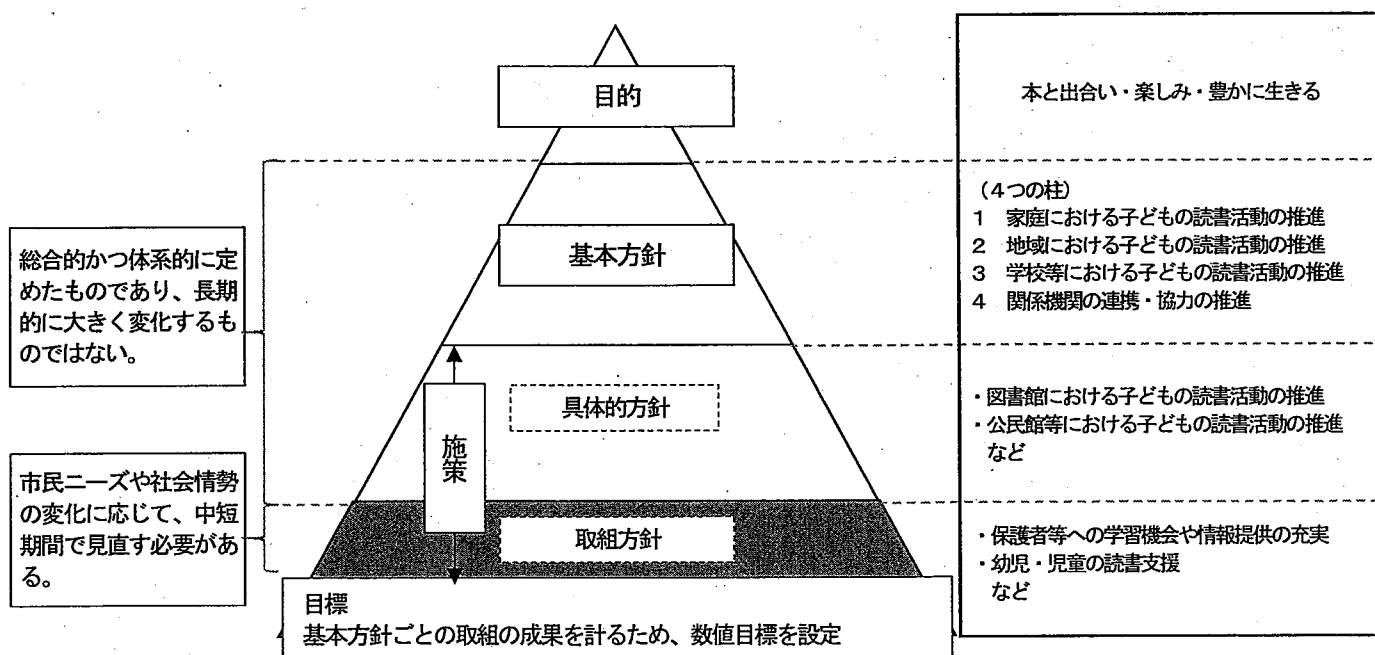 目的
本と出合い・楽しみ・豊かに生きる
総合的かつ体系的に定
めたものであり、長期
的に大きく変化するも
のではない。
基本方針
（4つの柱）
1　家庭における子どもの読書活動の推進
2　地域における子どもの読書活動の推進
3　学校等における子どもの読書活動の推進
4　関係機関の連携・協力の推進
施策
具体的方針
・図書館における子どもの読書活動の推進
・公民館等における子どもの読書活動の推進
など
市民ニーズや社会情勢
の変化に応じて、中短
期間で見直す必要があ
る。
取組方針
・保護者等への学習機会や情報提供の充実
・幼児・児童の読書支援
など
目標
基本方針ごとの取組の成果を計るため、数値目標を設定